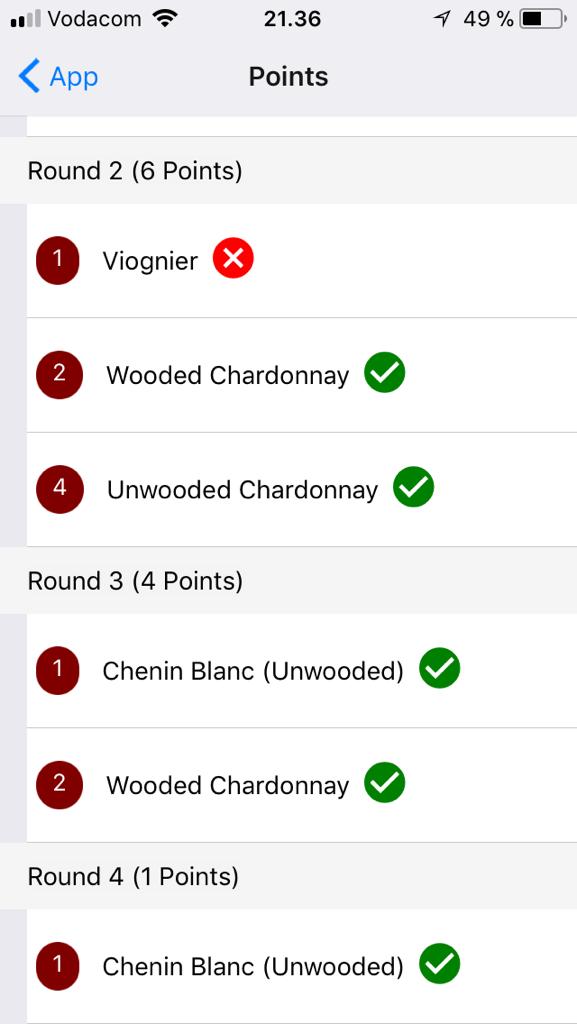 Vodacom 21.36 49 %
App Points
Round 2 (6 Points)
1 Viognier
2 Wooded Chardonnay
4 Unwooded Chardonnay
Round 3 (4 Points)
1 Chenin Blanc (Unwooded)
2 Wooded Chardonnay
Round 4 (1 Points)
1 Chenin Blanc (Unwooded)